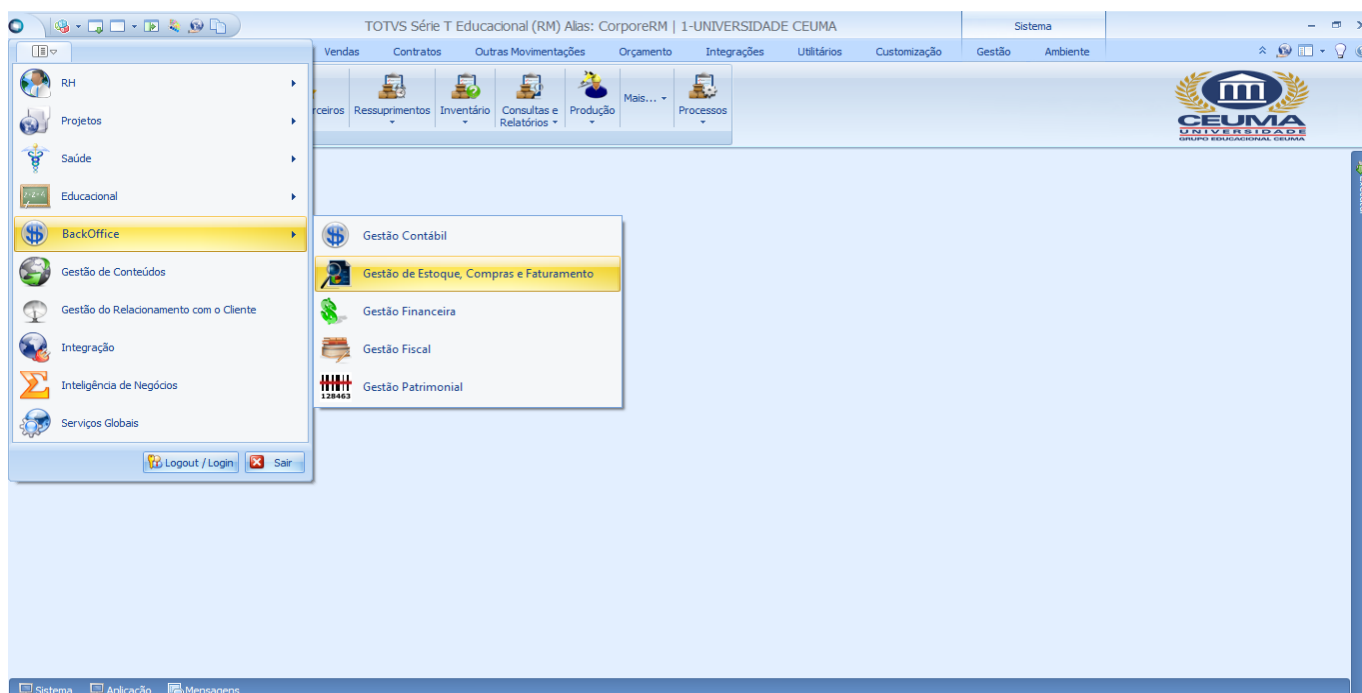 TOTVS Série T Educacional (RM) Alias: CorporeRM | 1-UNIVERSIDADE CEUMA
Sistema
Vendas Contratos Outras Movimentações Orçamento Integrações Utilitários Customização Gestão Ambiente
rceiros Ressuprimentos Inventário Consultas e Relatórios Produção Mais... Processos
CEUMA
UNIVERSIDADE
GRUPO EDUCACIONAL CEUMA
RH
Projetos
Saúde
Educacional
BackOffice
Gestão de Conteúdos
Gestão do Relacionamento com o Cliente
Integração
Inteligência de Negócios
Serviços Globais
Logout / Login Sair
Gestão Contábil
Gestão de Estoque, Compras e Faturamento
Gestão Financeira
Gestão Fiscal
128463
Gestão Patrimonial
Sistema Aplicação Mensagens